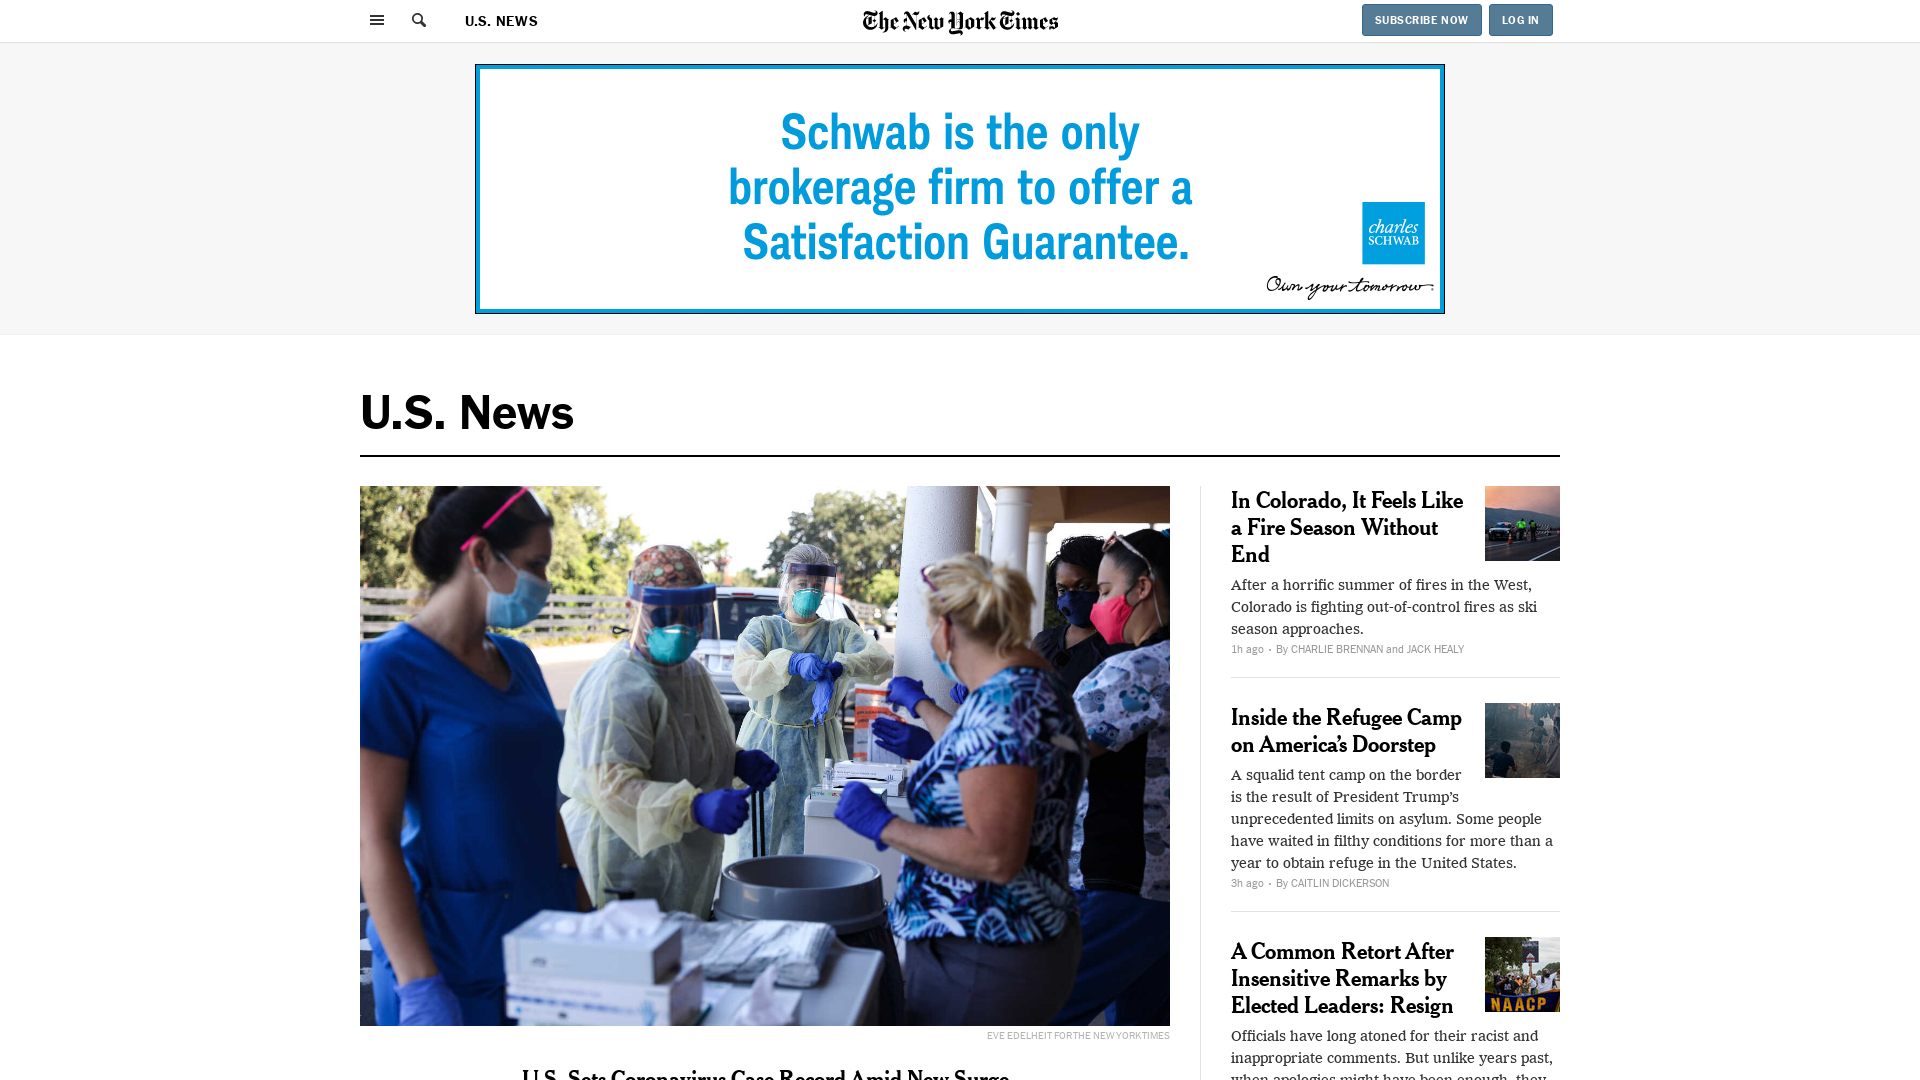 U.S. NEWS
The New York Times
SUBSCRIBE NOW
LOG IN
Schwab is the only
brokerage firm to offer a
Satisfaction Guarantee.
charles
SCHWAB
Own your tomorrow.
U.S. News
EVE EDELHEIT FOR THE NEW YORK TIMES
U.S. Sets Coronavirus Case Record Amid New Surge
In Colorado, It Feels Like
a Fire Season Without
End
After a horrific summer of fires in the West,
Colorado is fighting out-of-control fires as ski
season approaches.
1h ago • By CHARLIE BRENNAN and JACK HEALY
Inside the Refugee Camp
on America’s Doorstep
A squalid tent camp on the border
is the result of President Trump’s
unprecedented limits on asylum. Some people
have waited in filthy conditions for more than a
year to obtain refuge in the United States.
3h ago • By CAITLIN DICKERSON
A Common Retort After
Insensitive Remarks by
Elected Leaders: Resign
NAACP
Officials have long atoned for their racist and
inappropriate comments. But unlike years past,
when apologies might have been enough, they